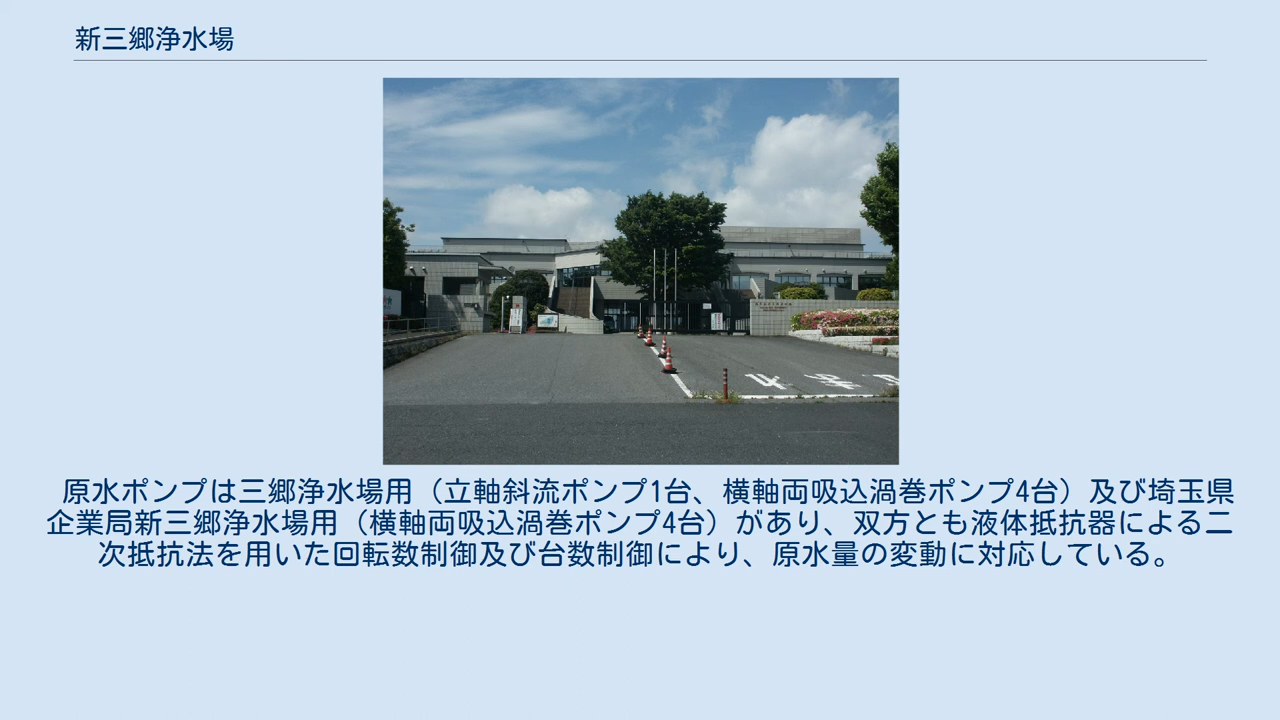 新三郷浄水場
原水ポンプは三郷浄水場用（立軸斜流ポンプ1台、横軸両吸込渦巻ポンプ4台）及び埼玉県
企業局新三郷浄水場用（横軸両吸込渦巻ポンプ4台）があり、双方とも液体抵抗器による二
次抵抗法を用いた回転数制御及び台数制御により、原水量の変動に対応している。